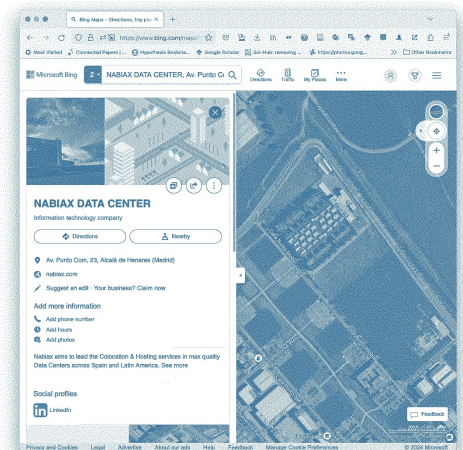 Bing Maps - Directions, trip pla
https://www.bing.com/maps
Most Visited Connected Papers | Hypothesis Bookma... Google Scholar Sci-Hub: removing ... https://photos.goog... Other Bookmarks
Microsoft Bing 2 NABIAX DATA CENTER, Av. Punto Co
Directions Traffic My Places More
NABIAX DATA CENTER
Information technology company
Directions Nearby
Av. Punto Com, 23, Alcalá de Henares (Madrid)
nabiax.com
Suggest an edit · Your business? Claim now
Add more information
Add phone number
Add hours
Add photos
Nabiax aims to lead the Colocation & Hosting services in max quality
Data Centers across Spain and Latin America. See more
Social profiles
LinkedIn
Feedback
Privacy and Cookies Legal Advertise About our ads Help Feedback Manage Cookie Preferences © 2024 Microsoft